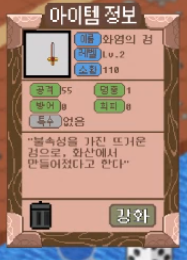 아이템 정보
이름 화염의 검
레벨 Lv.2
소켓 110
공격 55 명중 1
방어 0 회피 0
특수 없음
"불속성을 가진 뜨거운
검으로, 화산에서
만들어졌다고 한다"
강화